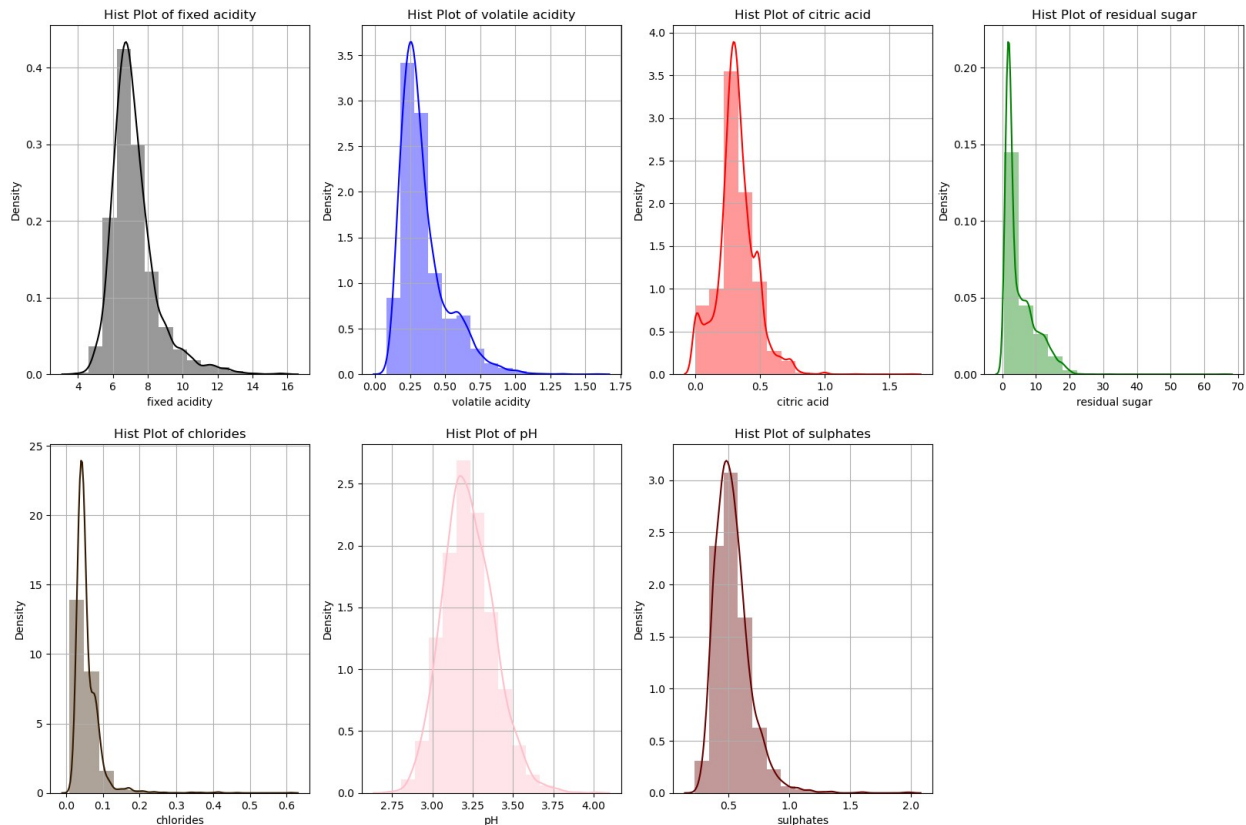 Hist Plot of fixed acidity
Density
0.4
0.3
0.2
0.1
0.0
4 6 8 10 12 14 16
fixed acidity
Hist Plot of volatile acidity
Density
3.5
3.0
2.5
2.0
1.5
1.0
0.5
0.0
0.00 0.25 0.50 0.75 1.00 1.25 1.50 1.75
volatile acidity
Hist Plot of citric acid
Density
4.0
3.5
3.0
2.5
2.0
1.5
1.0
0.5
0.0
0.0 0.5 1.0 1.5
citric acid
Hist Plot of residual sugar
Density
0.20
0.15
0.10
0.05
0.00
0 10 20 30 40 50 60 70
residual sugar
Hist Plot of chlorides
Density
25
20
15
10
5
0
0.0 0.1 0.2 0.3 0.4 0.5 0.6
chlorides
Hist Plot of pH
Density
2.5
2.0
1.5
1.0
0.5
0.0
2.75 3.00 3.25 3.50 3.75 4.00
pH
Hist Plot of sulphates
Density
3.0
2.5
2.0
1.5
1.0
0.5
0.0
0.5 1.0 1.5 2.0
sulphates